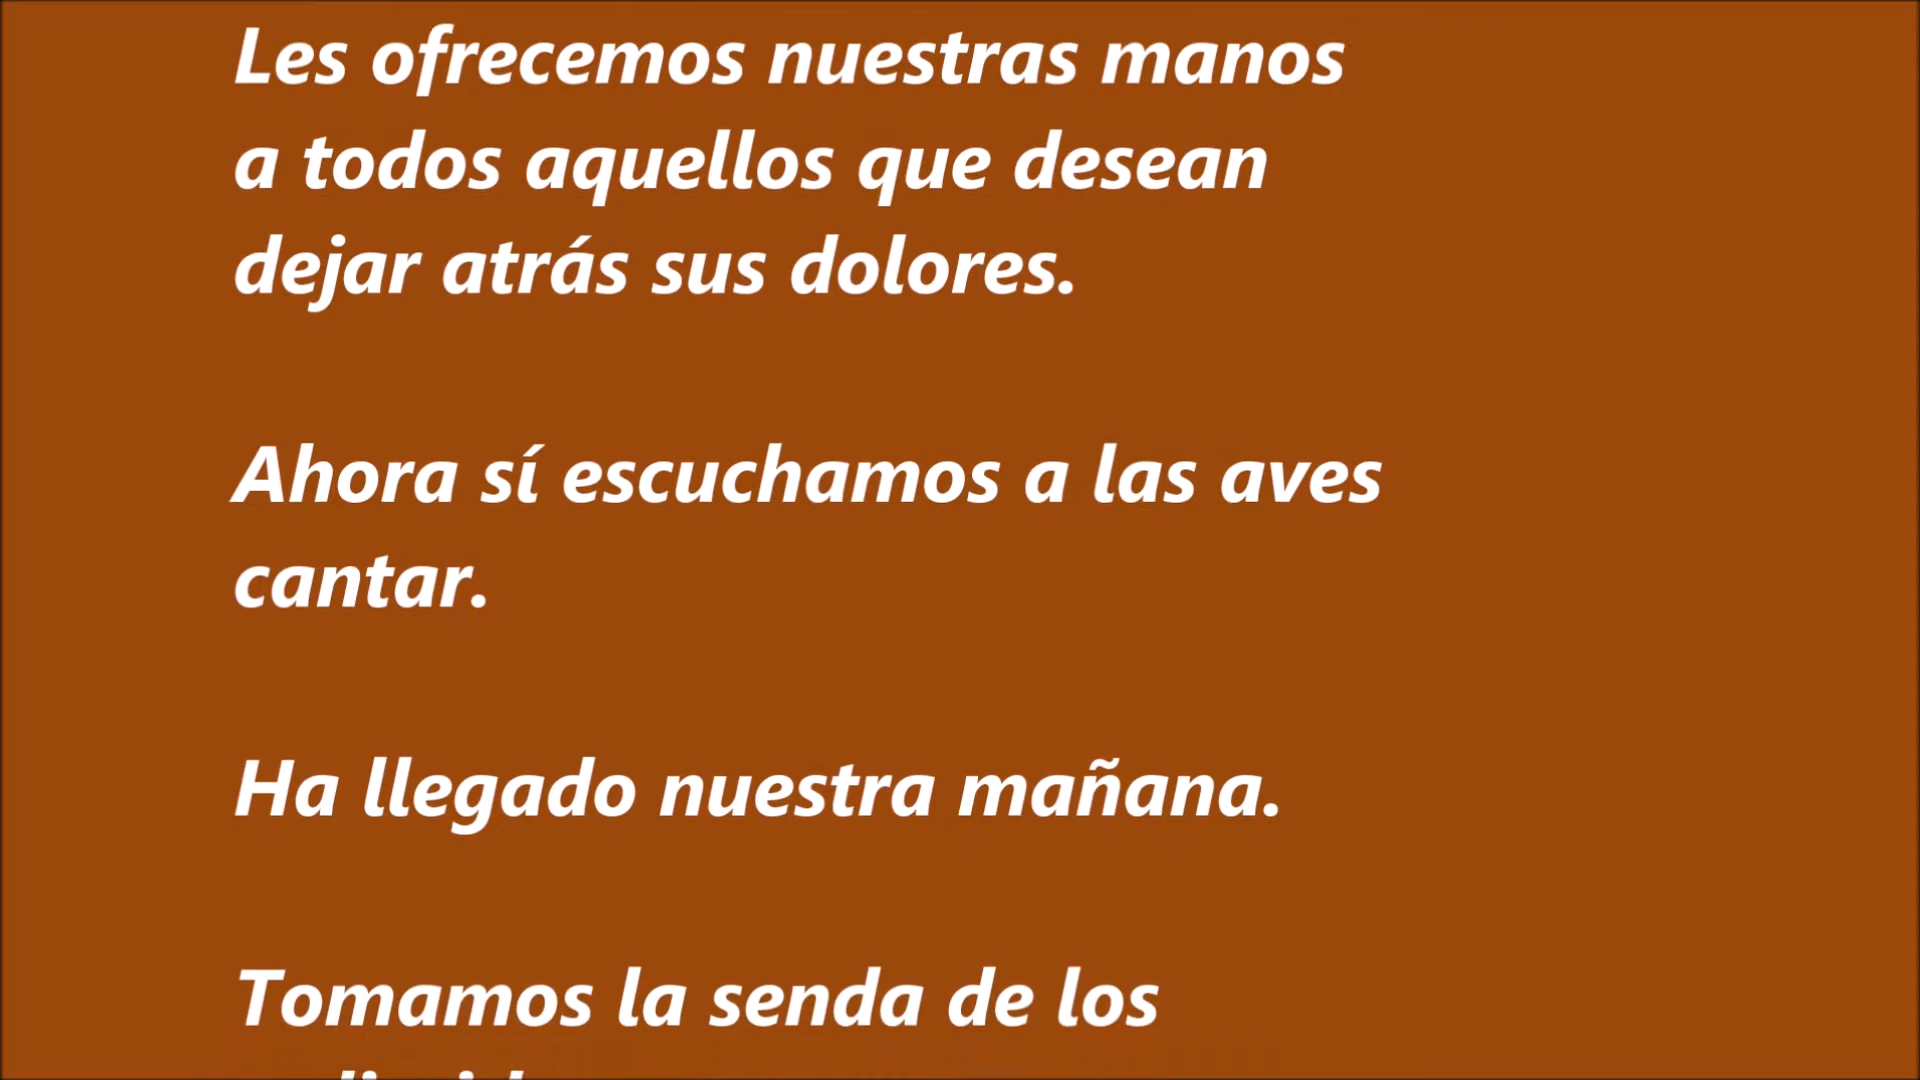 Les ofrecemos nuestras manos
a todos aquellos que desean
dejar atrás sus dolores.
Ahora sí escuchamos a las aves
cantar.
Ha llegado nuestra mañana.
Tomamos la senda de los